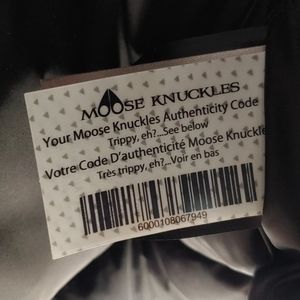 MOOSE KNUCKLES
Your Moose Knuckles Authenticity Code
Trippy, eh?...See below
Votre Code D'authenticité Moose Knuckle
Très trippy, eh?...Voir en bas
6000108067949